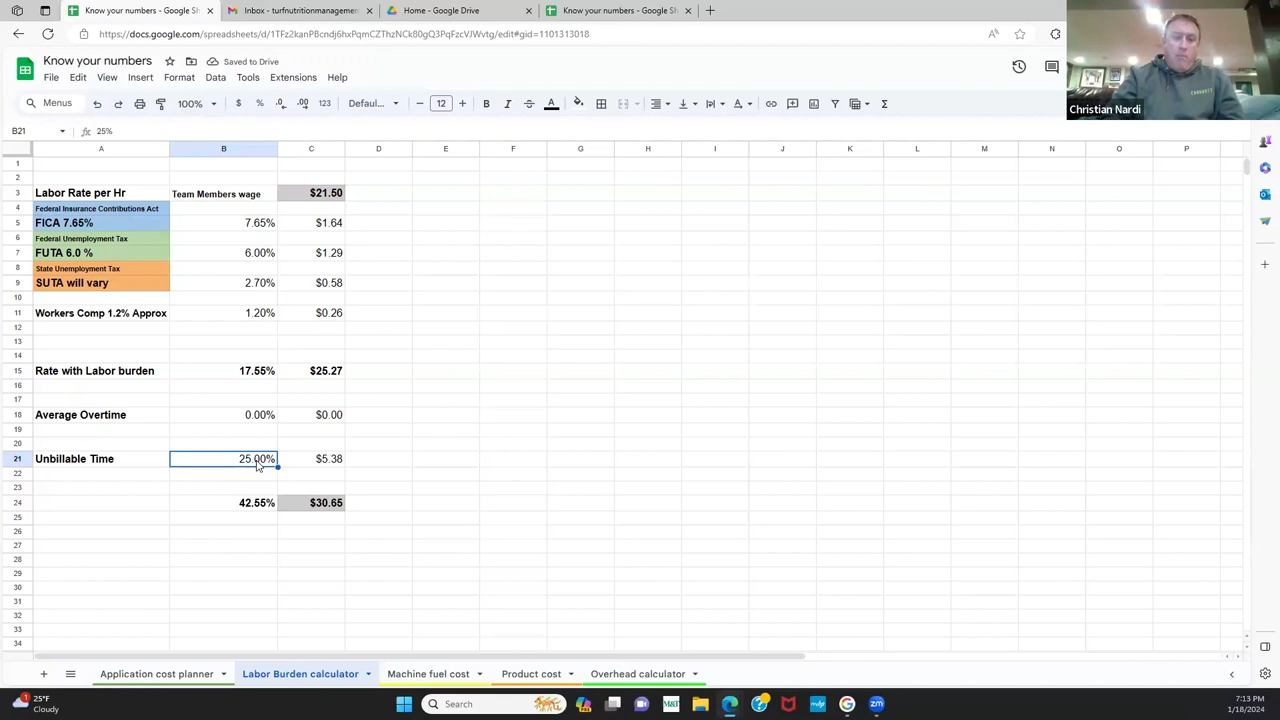 Know your numbers - Google Sh
Inbox - turfnutritionmanagemen
Home - Google Drive
Know your numbers - Google Sh
https://docs.google.com/spreadsheets/d/1TFz2kanPBcndj6hxPqmCZThzNCk80gQ3PqFzcVJWvtg/edit#gid=1101313018
Know your numbers
Saved to Drive
File Edit View Insert Format Data Tools Extensions Help
Menus 100% $ % .0 .00 123 Defaul... 12 B I A
B21 fx 25%
A B C D E F G H I J K L M N O P
1
2
3 Labor Rate per Hr Team Members wage $21.50
4 Federal Insurance Contributions Act
5 FICA 7.65% 7.65% $1.64
6 Federal Unemployment Tax
7 FUTA 6.0 % 6.00% $1.29
8 State Unemployment Tax
9 SUTA will vary 2.70% $0.58
10
11 Workers Comp 1.2% Approx 1.20% $0.26
12
13
14
15 Rate with Labor burden 17.55% $25.27
16
17
18 Average Overtime 0.00% $0.00
19
20
21 Unbillable Time 25.00% $5.38
22
23
24 42.55% $30.65
25
26
27
28
29
30
31
32
33
34
Application cost planner Labor Burden calculator Machine fuel cost Product cost Overhead calculator
Christian Nardi
25°F
Cloudy
Search
M&T
zm
7:13 PM
1/18/2024